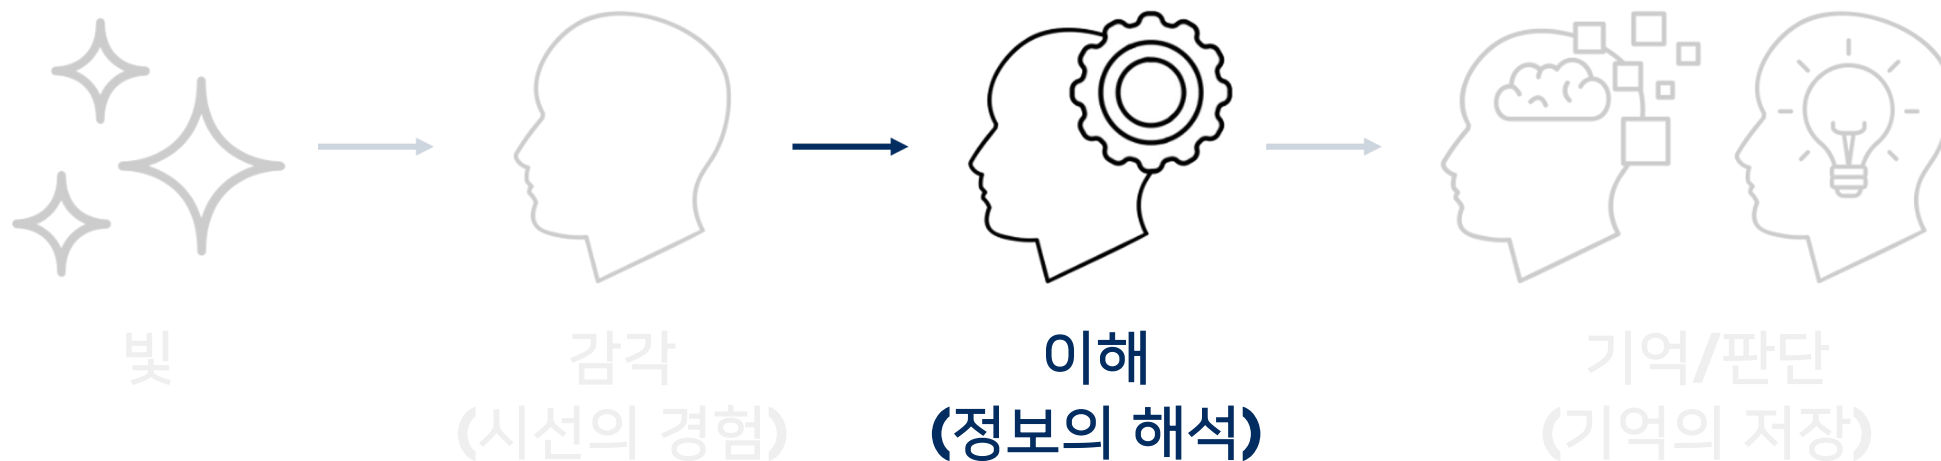 빛
감각
(시선의 경험)
이해
(정보의 해석)
기억/판단
(기억의 저장)